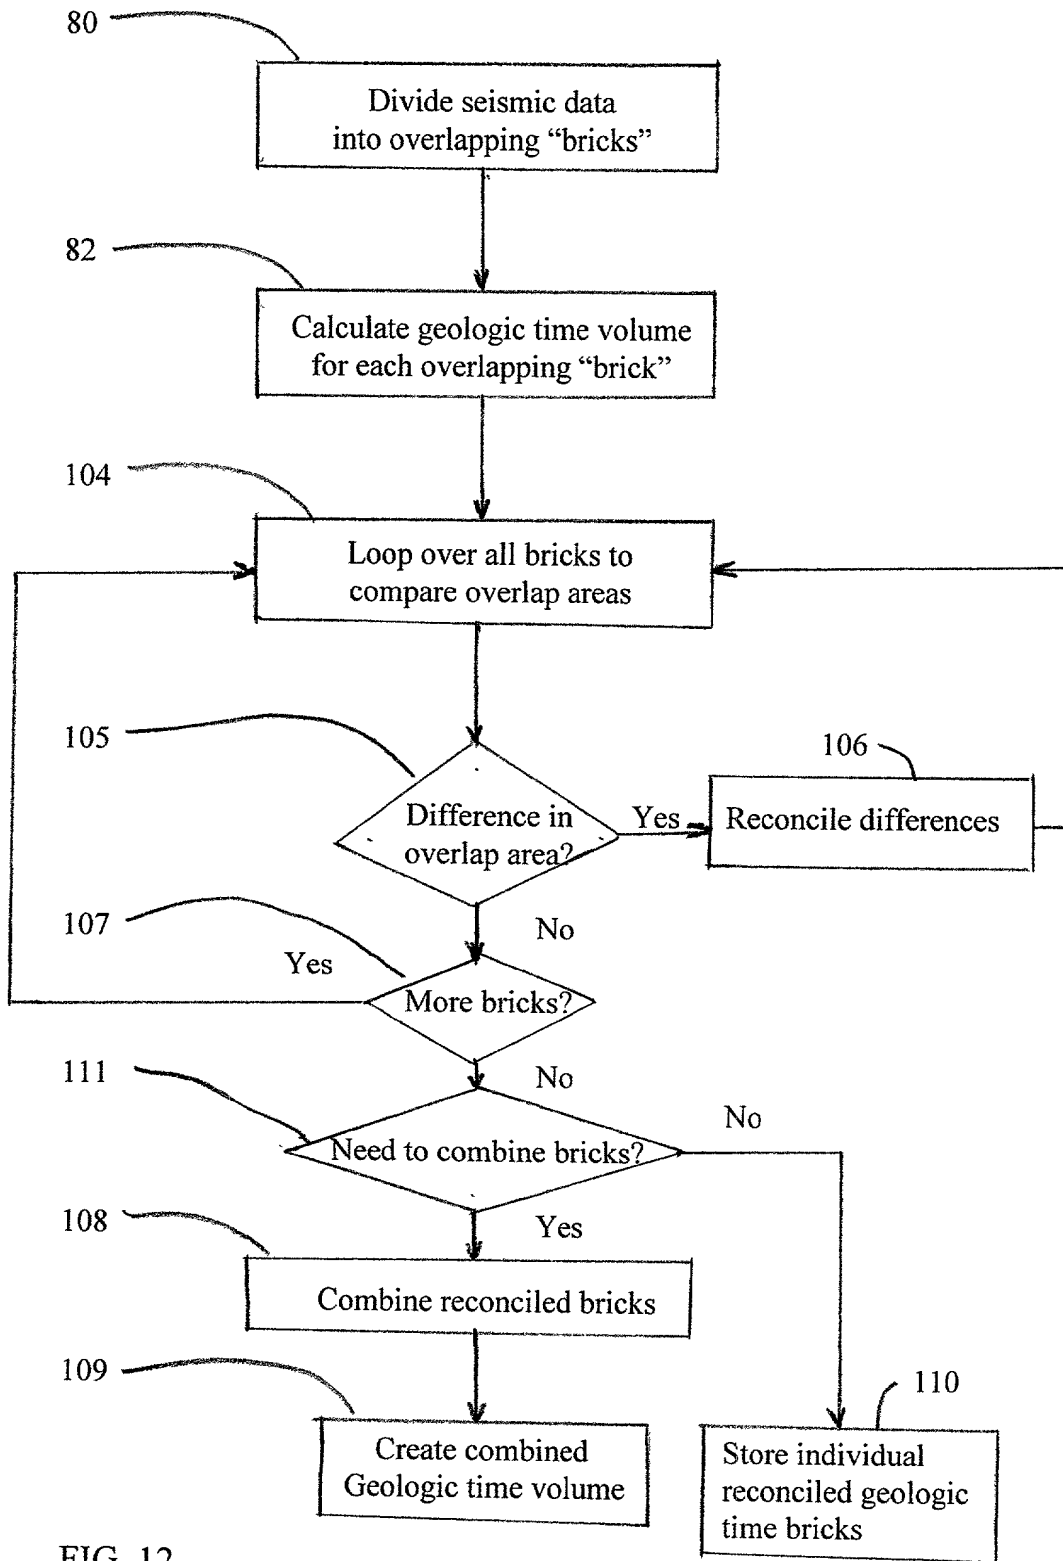 80
Divide seismic data
into overlapping “bricks”
82
Calculate geologic time volume
for each overlapping “brick”
104
Loop over all bricks to
compare overlap areas
105
Difference in
overlap area?
Yes
106
Reconcile differences
107
No
Yes
More bricks?
111
No
No
Need to combine bricks?
108
Yes
Combine reconciled bricks
109
Create combined
Geologic time volume
110
Store individual
reconciled geologic
time bricks
FIG. 12